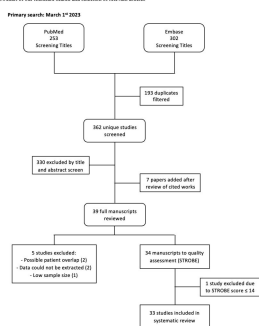 Primary search: March 1st 2023
PubMed
253
Screening Titles
Embase
302
Screening Titles
193 duplicates
filtered
362 unique studies
screened
330 excluded by title
and abstract screen
7 papers added after
review of cited works
39 full manuscripts
reviewed
5 studies excluded:
- Possible patient overlap (2)
- Data could not be extracted (2)
- Low sample size (1)
34 manuscripts to quality
assessment (STROBE)
1 study excluded due
to STROBE score ≤ 14
33 studies included in
systematic review